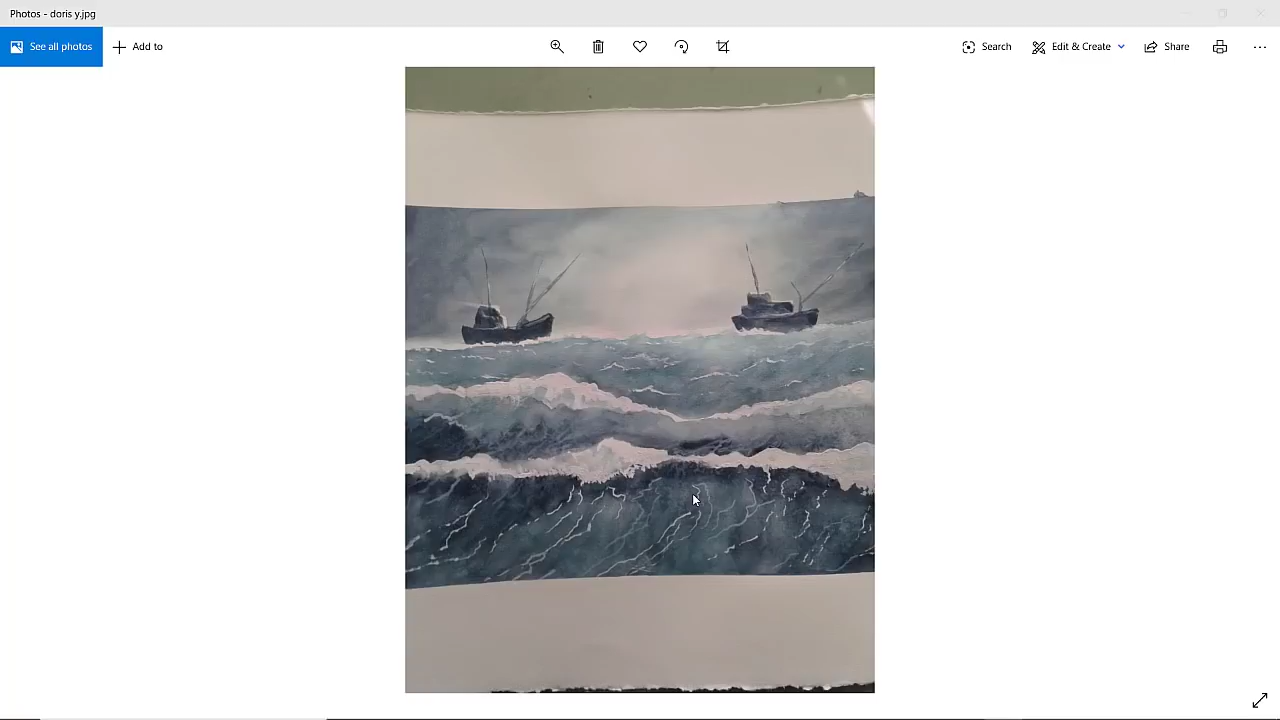 Photos - doris y.jpg
See all photos
Add to
Search
Edit & Create
Share